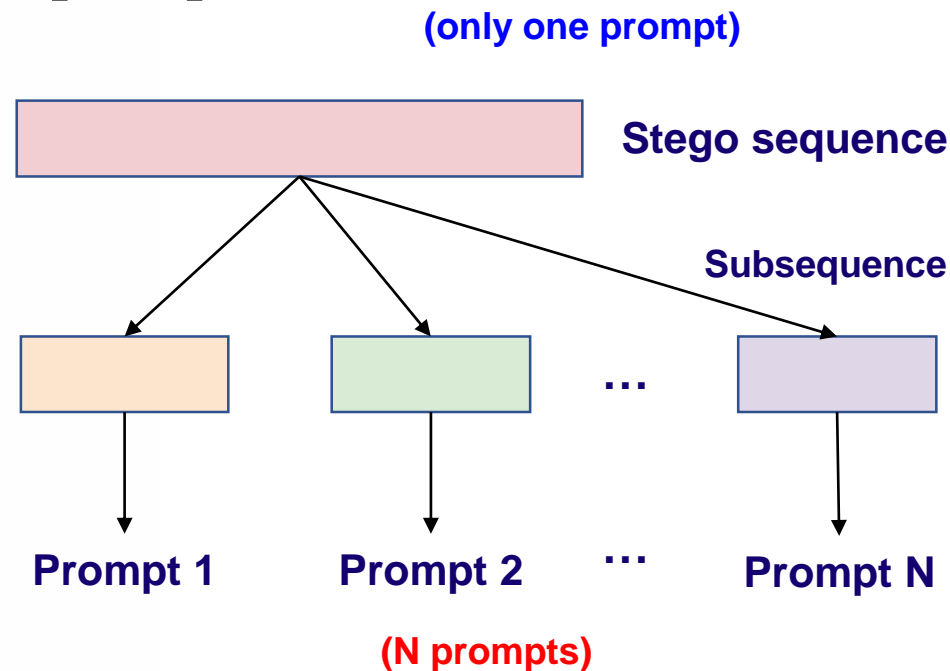 (only one prompt)
Stego sequence
Subsequence
...
Prompt 1 Prompt 2 ... Prompt N
(N prompts)